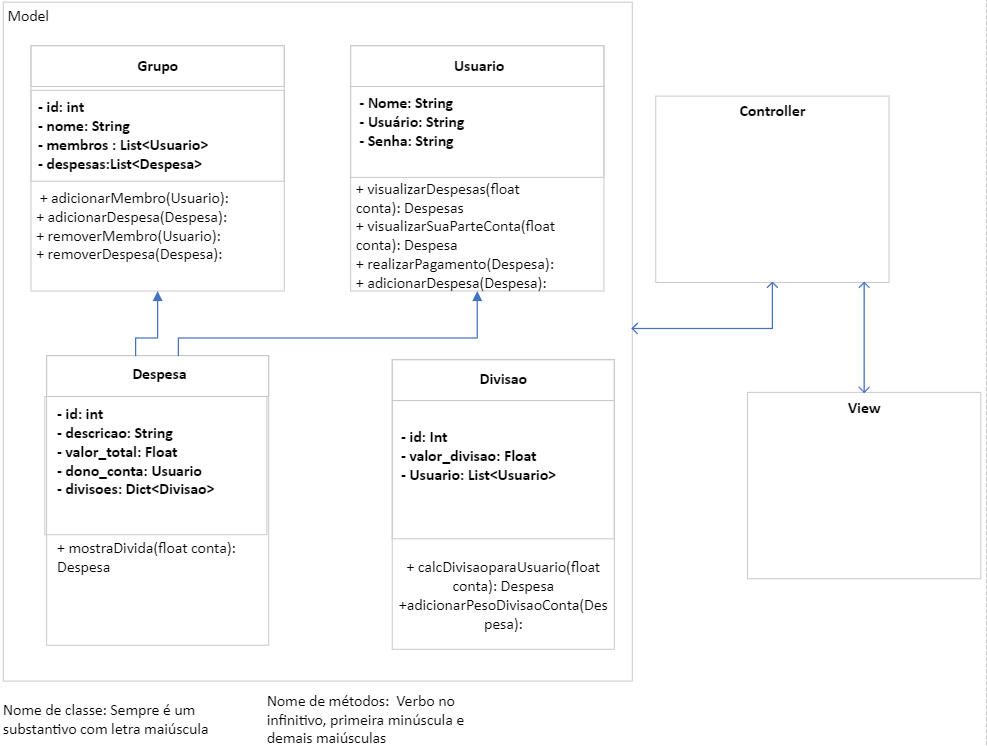 Model
Grupo
- id: int
- nome: String
- membros : List<Usuario>
- despesas:List<Despesa>
+ adicionarMembro(Usuario):
+ adicionarDespesa(Despesa):
+ removerMembro(Usuario):
+ removerDespesa(Despesa):
Usuario
- Nome: String
- Usuário: String
- Senha: String
+ visualizarDespesas(float
conta): Despesas
+ visualizarSuaParteConta(float
conta): Despesa
+ realizarPagamento(Despesa):
+ adicionarDespesa(Despesa):
Controller
Despesa
- id: int
- descricao: String
- valor_total: Float
- dono_conta: Usuario
- divisoes: Dict<Divisao>
+ mostraDivida(float conta):
Despesa
Divisao
- id: Int
- valor_divisao: Float
- Usuario: List<Usuario>
+ calcDivisaoparaUsuario(float
conta): Despesa
+adicionarPesoDivisaoConta(Des
pesa):
View
Nome de classe: Sempre é um
substantivo com letra maiúscula
Nome de métodos:  Verbo no
infinitivo, primeira minúscula e
demais maiúsculas